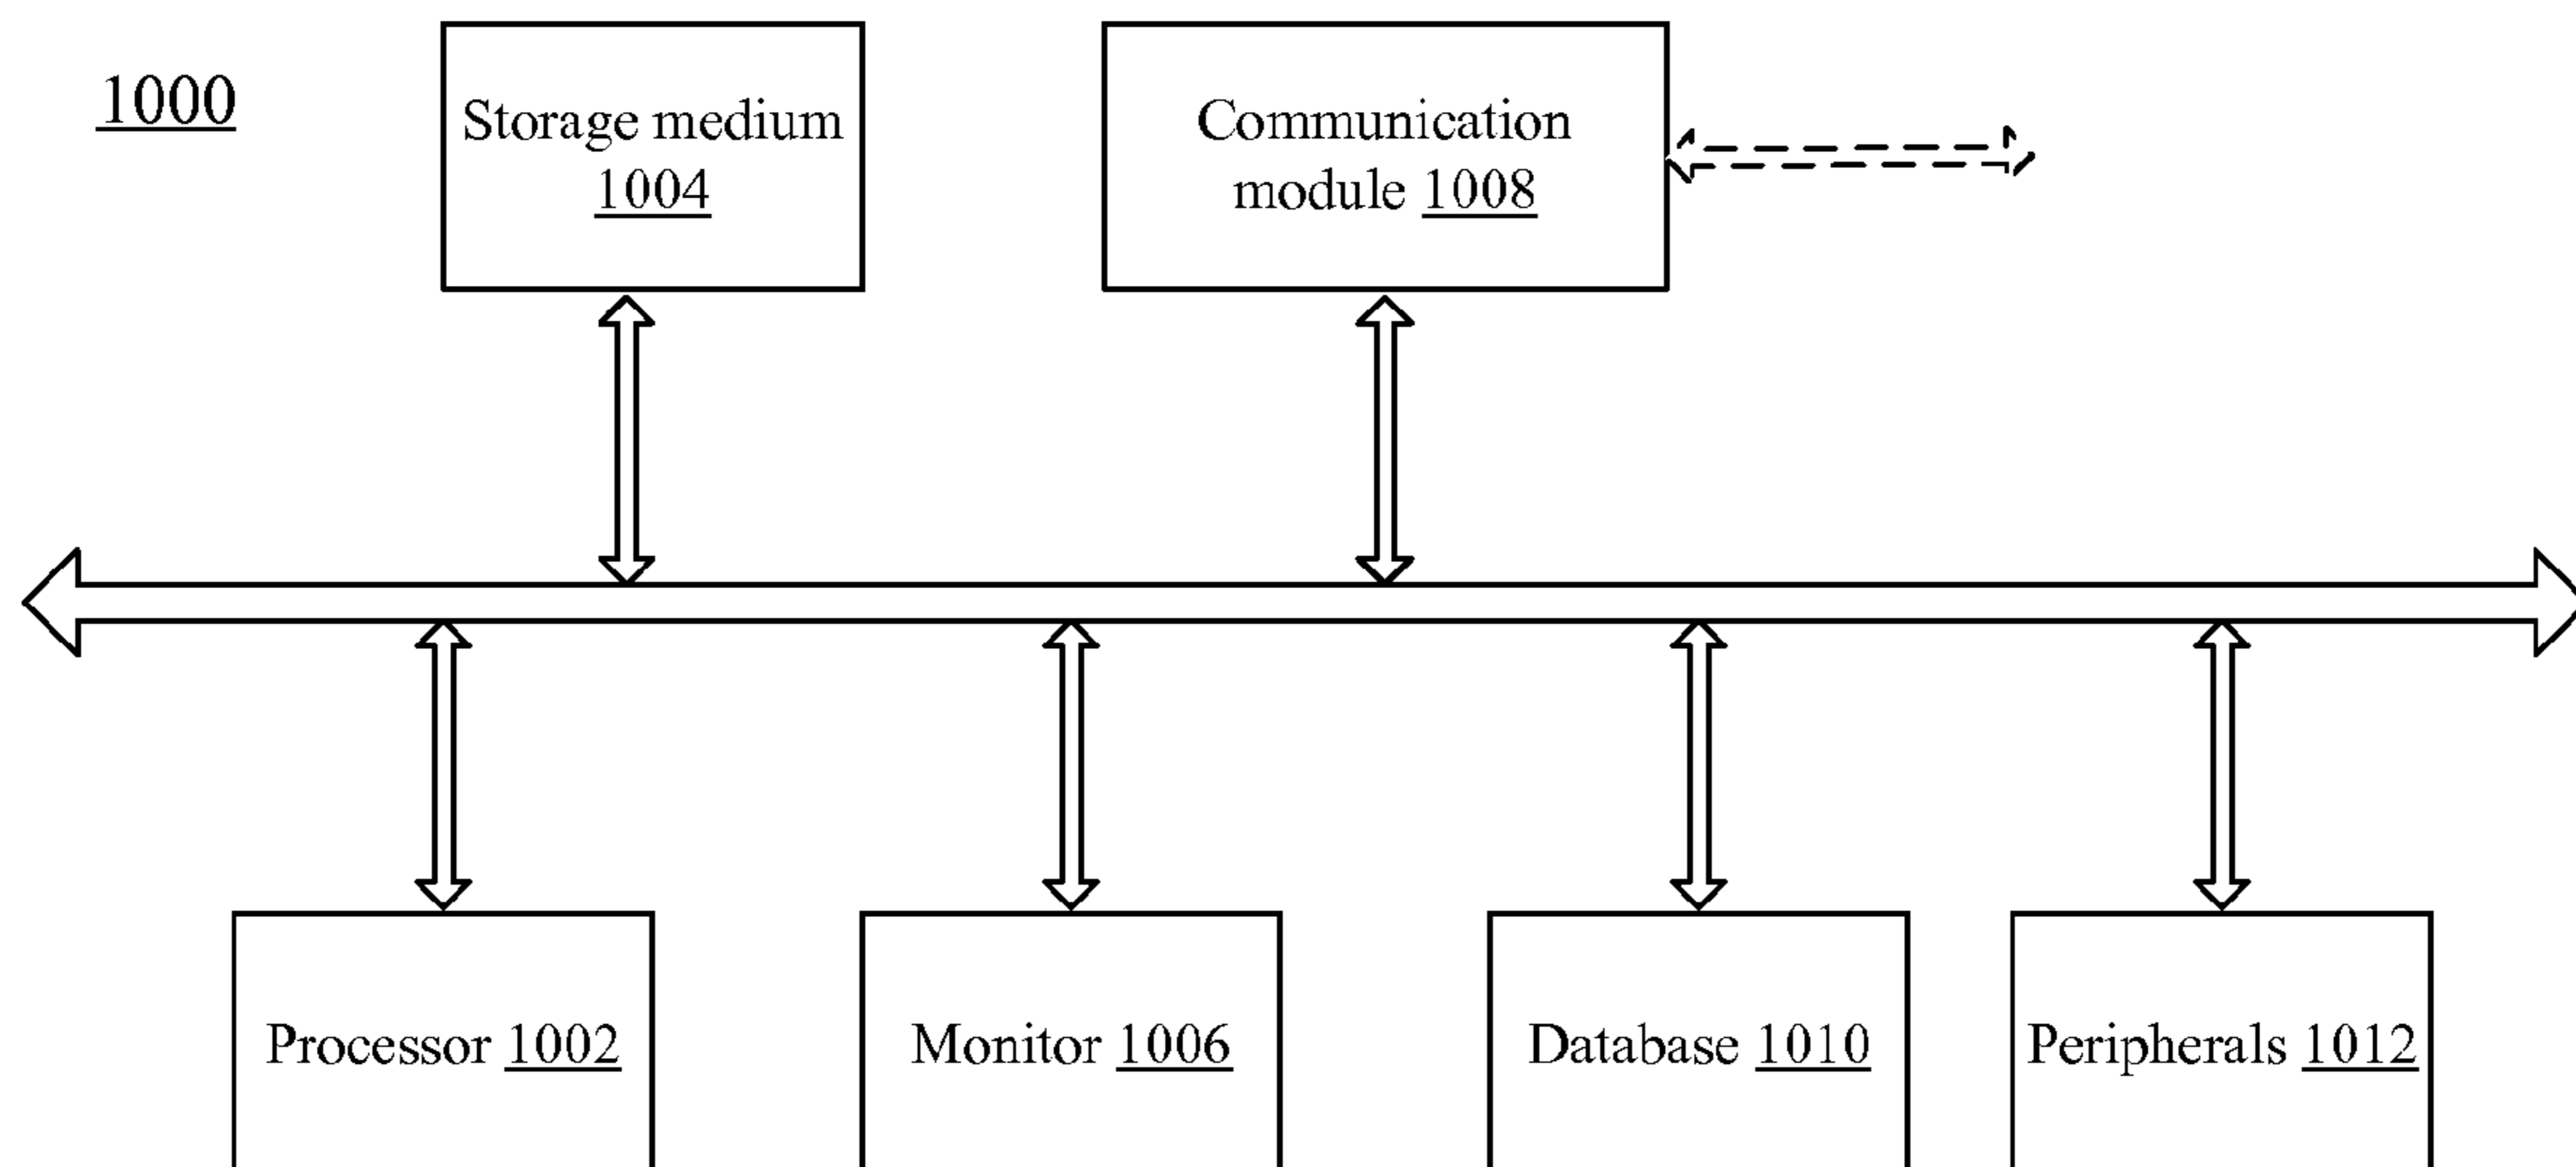 1000
Storage medium
1004
Communication
module 1008
Processor 1002
Monitor 1006
Database 1010
Peripherals 1012